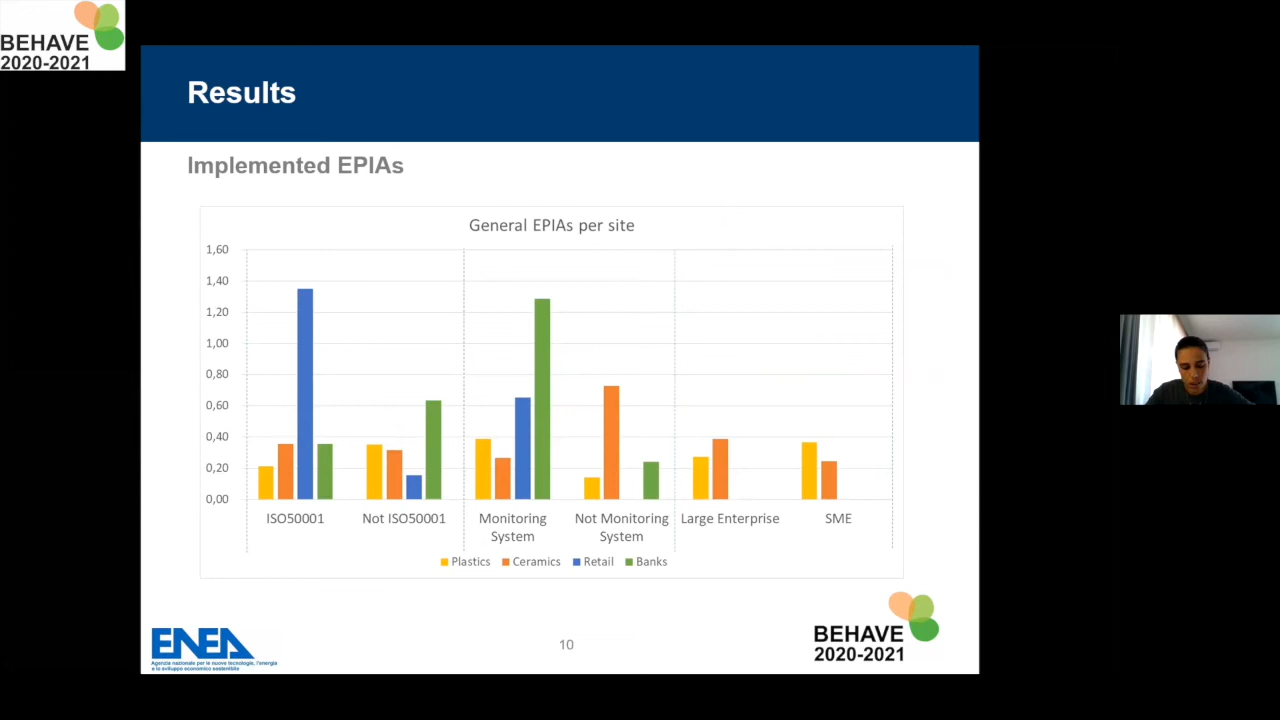 BEHAVE
2020-2021
Results
Implemented EPIAs
General EPIAs per site
1,60
1,40
1,20
1,00
0,80
0,60
0,40
0,20
0,00
ISO50001
Not ISO50001
Monitoring System
Not Monitoring System
Large Enterprise
SME
Plastics
Ceramics
Retail
Banks
ENEA
Agenzia nazionale per le nuove tecnologie, l'energia
e lo sviluppo economico sostenibile
10
BEHAVE
2020-2021